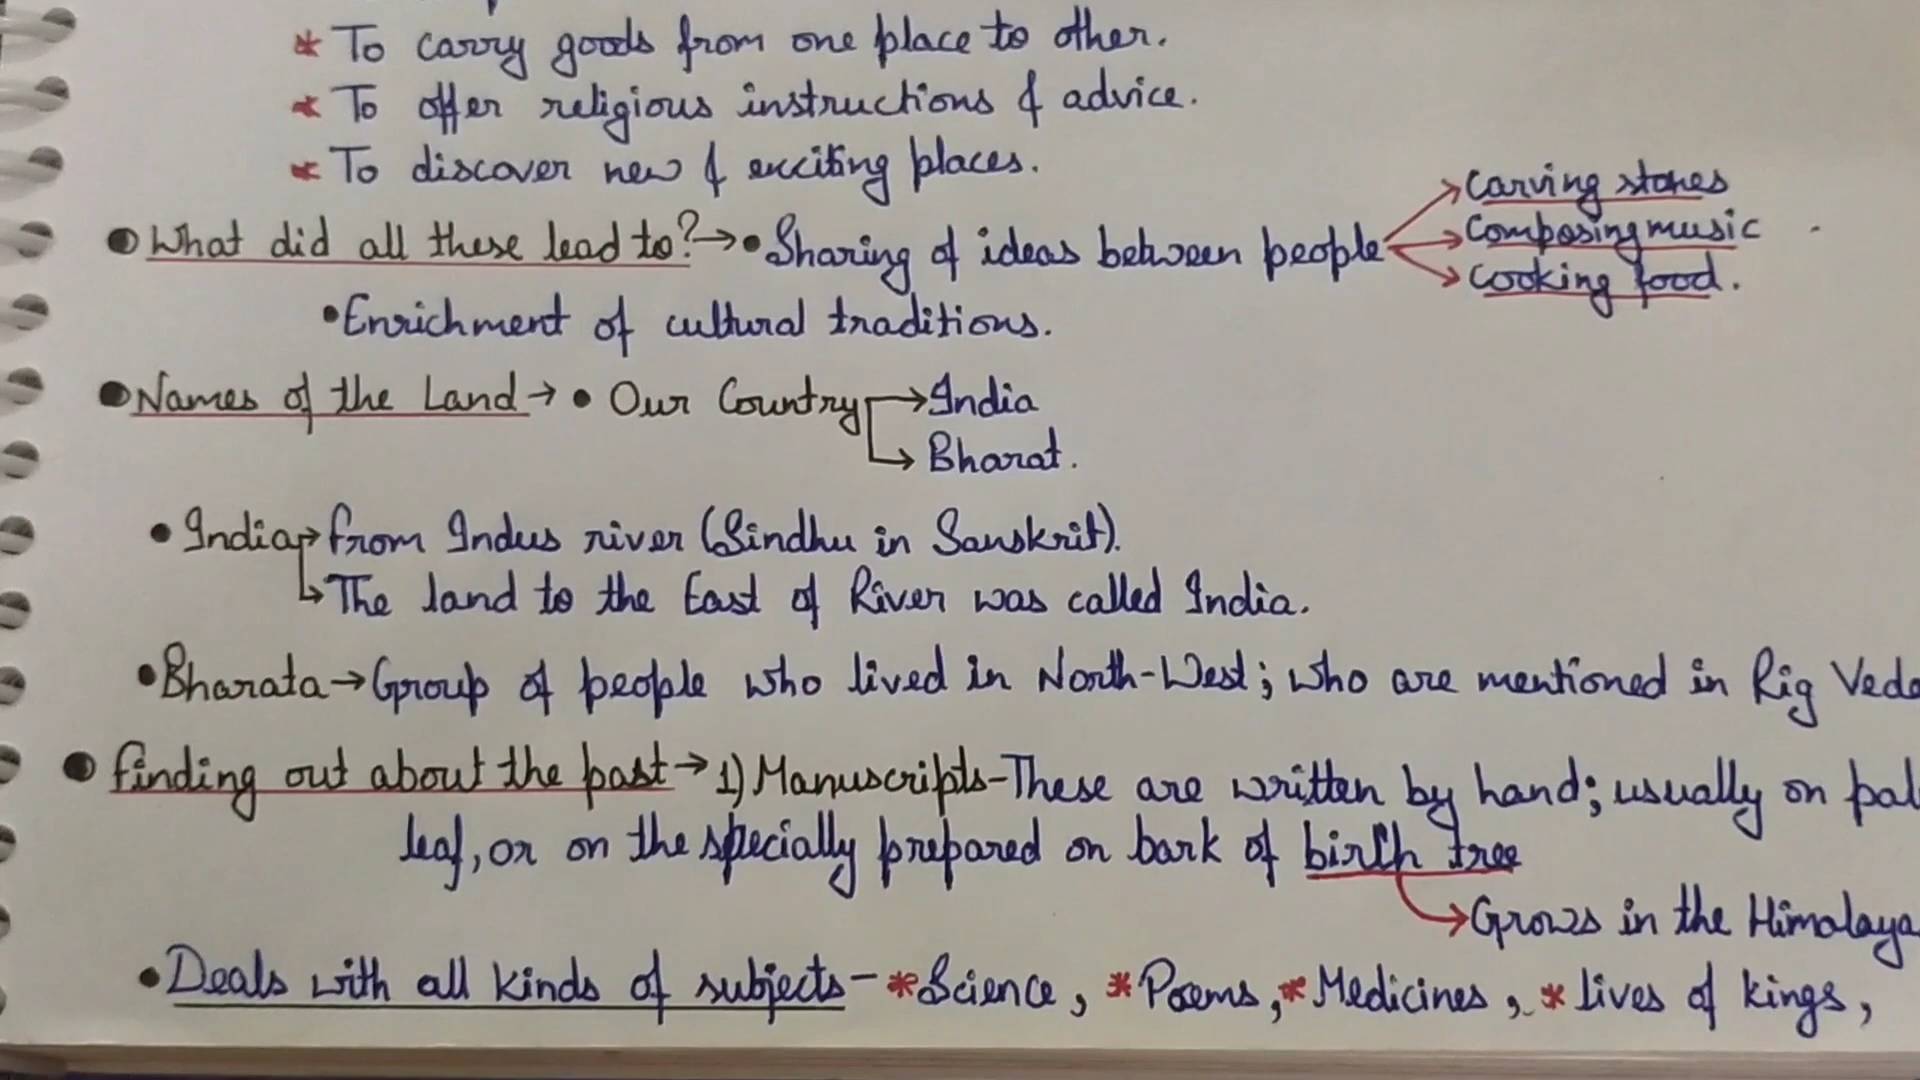 * To carry goods from one place to other.
* To offer religious instructions & advice.
* To discover new & exciting places.
• What did all these lead to? → • Sharing of ideas between people → Carving stones
→ Composing music
→ Cooking food.
• Enrichment of cultural traditions.
• Names of the Land → • Our Country → India
→ Bharat.
• India → from Indus river (Sindhu in Sanskrit).
→ The land to the East of River was called India.
• Bharata → Group of people who lived in North-West; who are mentioned in Rig Veda
• finding out about the past → 1) Manuscripts - These are written by hand; usually on pal
leaf, or on the specially prepared on bark of birch tree
→ Grows in the Himalaya
• Deals with all kinds of subjects - * Science, * Poems, * Medicines, * lives of kings,